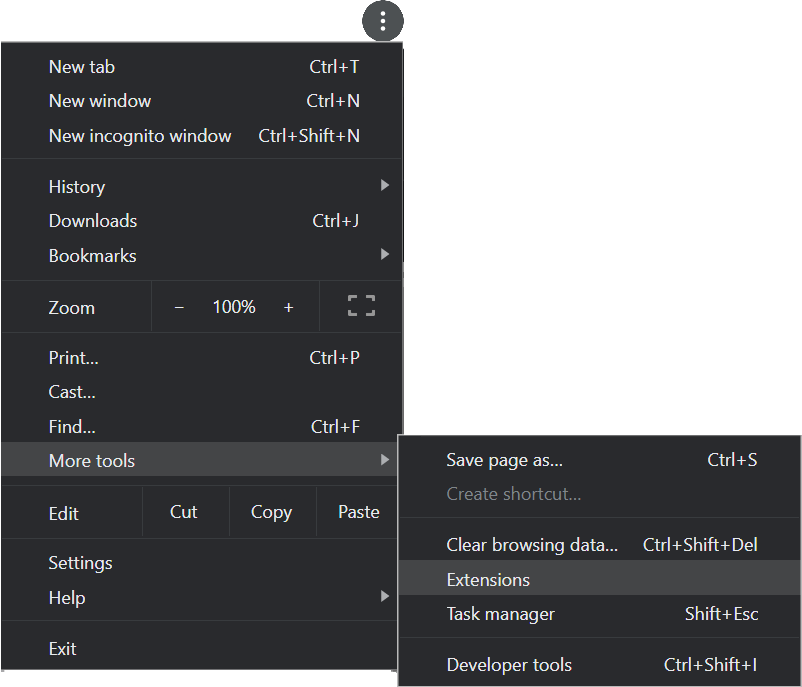 New tab Ctrl+T
New window Ctrl+N
New incognito window Ctrl+Shift+N
History
Downloads Ctrl+J
Bookmarks
Zoom − 100% +
Print... Ctrl+P
Cast...
Find... Ctrl+F
More tools
Edit Cut Copy Paste
Settings
Help
Exit
Save page as... Ctrl+S
Create shortcut...
Clear browsing data... Ctrl+Shift+Del
Extensions
Task manager Shift+Esc
Developer tools Ctrl+Shift+I